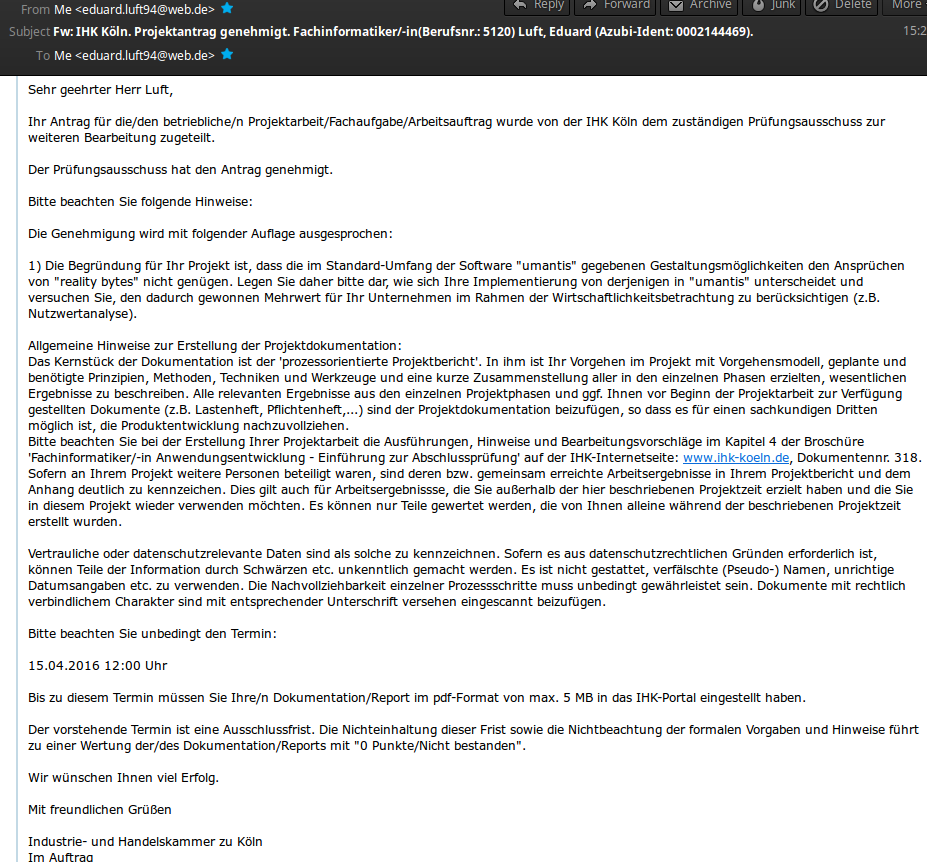 From Me <eduard.luft94@web.de>
Reply Forward Archive Junk Delete More
Subject Fw: IHK Köln. Projektantrag genehmigt. Fachinformatiker/-in(Berufsnr.: 5120) Luft, Eduard (Azubi-Ident: 0002144469). 15:2
To Me <eduard.luft94@web.de>
Sehr geehrter Herr Luft,
Ihr Antrag für die/den betriebliche/n Projektarbeit/Fachaufgabe/Arbeitsauftrag wurde von der IHK Köln dem zuständigen Prüfungsausschuss zur
weiteren Bearbeitung zugeteilt.
Der Prüfungsausschuss hat den Antrag genehmigt.
Bitte beachten Sie folgende Hinweise:
Die Genehmigung wird mit folgender Auflage ausgesprochen:
1) Die Begründung für Ihr Projekt ist, dass die im Standard-Umfang der Software "umantis" gegebenen Gestaltungsmöglichkeiten den Ansprüchen
von "reality bytes" nicht genügen. Legen Sie daher bitte dar, wie sich Ihre Implementierung von derjenigen in "umantis" unterscheidet und
versuchen Sie, den dadurch gewonnen Mehrwert für Ihr Unternehmen im Rahmen der Wirtschaftlichkeitsbetrachtung zu berücksichtigen (z.B.
Nutzwertanalyse).
Allgemeine Hinweise zur Erstellung der Projektdokumentation:
Das Kernstück der Dokumentation ist der 'prozessorientierte Projektbericht'. In ihm ist Ihr Vorgehen im Projekt mit Vorgehensmodell, geplante und
benötigte Prinzipien, Methoden, Techniken und Werkzeuge und eine kurze Zusammenstellung aller in den einzelnen Phasen erzielten, wesentlichen
Ergebnisse zu beschreiben. Alle relevanten Ergebnisse aus den einzelnen Projektphasen und ggf. Ihnen vor Beginn der Projektarbeit zur Verfügung
gestellten Dokumente (z.B. Lastenheft, Pflichtenheft,...) sind der Projektdokumentation beizufügen, so dass es für einen sachkundigen Dritten
möglich ist, die Produktentwicklung nachzuvollziehen.
Bitte beachten Sie bei der Erstellung Ihrer Projektarbeit die Ausführungen, Hinweise und Bearbeitungsvorschläge im Kapitel 4 der Broschüre
'Fachinformatiker/-in Anwendungsentwicklung - Einführung zur Abschlussprüfung' auf der IHK-Internetseite: www.ihk-koeln.de, Dokumentennr. 318.
Sofern an Ihrem Projekt weitere Personen beteiligt waren, sind deren bzw. gemeinsam erreichte Arbeitsergebnisse in Ihrem Projektbericht und dem
Anhang deutlich zu kennzeichen. Dies gilt auch für Arbeitsergebnissse, die Sie außerhalb der hier beschriebenen Projektzeit erzielt haben und die Sie
in diesem Projekt wieder verwenden möchten. Es können nur Teile gewertet werden, die von Ihnen alleine während der beschriebenen Projektzeit
erstellt wurden.
Vertrauliche oder datenschutzrelevante Daten sind als solche zu kennzeichnen. Sofern es aus datenschutzrechtlichen Gründen erforderlich ist,
können Teile der Information durch Schwärzen etc. unkenntlich gemacht werden. Es ist nicht gestattet, verfälschte (Pseudo-) Namen, unrichtige
Datumsangaben etc. zu verwenden. Die Nachvollziehbarkeit einzelner Prozessschritte muss unbedingt gewährleistet sein. Dokumente mit rechtlich
verbindlichem Charakter sind mit entsprechender Unterschrift versehen eingescannt beizufügen.
Bitte beachten Sie unbedingt den Termin:
15.04.2016 12:00 Uhr
Bis zu diesem Termin müssen Sie Ihre/n Dokumentation/Report im pdf-Format von max. 5 MB in das IHK-Portal eingestellt haben.
Der vorstehende Termin ist eine Ausschlussfrist. Die Nichteinhaltung dieser Frist sowie die Nichtbeachtung der formalen Vorgaben und Hinweise führt
zu einer Wertung der/des Dokumentation/Reports mit "0 Punkte/Nicht bestanden".
Wir wünschen Ihnen viel Erfolg.
Mit freundlichen Grüßen
Industrie- und Handelskammer zu Köln
Im Auftrag